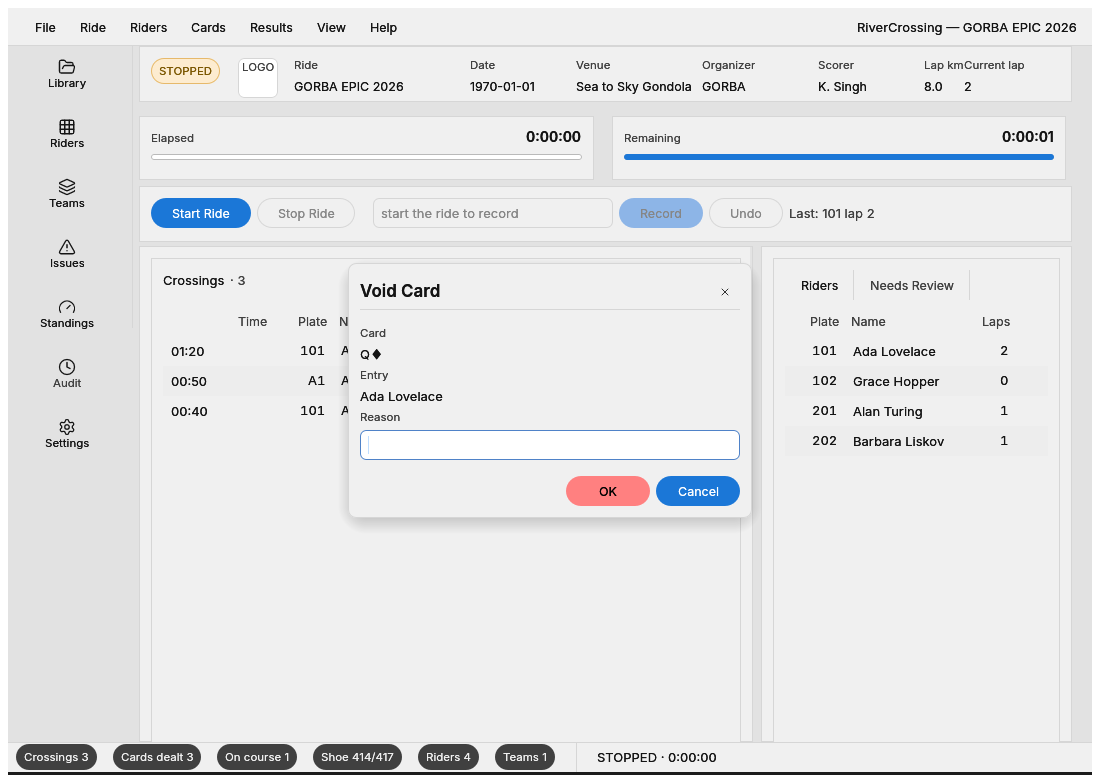 File Ride Riders Cards Results View Help RiverCrossing — GORBA EPIC 2026
Library
Riders
Teams
Issues
Standings
Audit
Settings
STOPPED LOGO
Ride Date Venue Organizer Scorer Lap km Current lap
GORBA EPIC 2026 1970-01-01 Sea to Sky Gondola GORBA K. Singh 8.0 2
Elapsed 0:00:00 Remaining 0:00:01
Start Ride Stop Ride start the ride to record Record Undo Last: 101 lap 2
Crossings · 3
Time Plate N
01:20 101 A
00:50 A1 A
00:40 101 A
Void Card ×
Card
Q♦
Entry
Ada Lovelace
Reason
OK Cancel
Riders Needs Review
Plate Name Laps
101 Ada Lovelace 2
102 Grace Hopper 0
201 Alan Turing 1
202 Barbara Liskov 1
Crossings 3 Cards dealt 3 On course 1 Shoe 414/417 Riders 4 Teams 1 STOPPED · 0:00:00